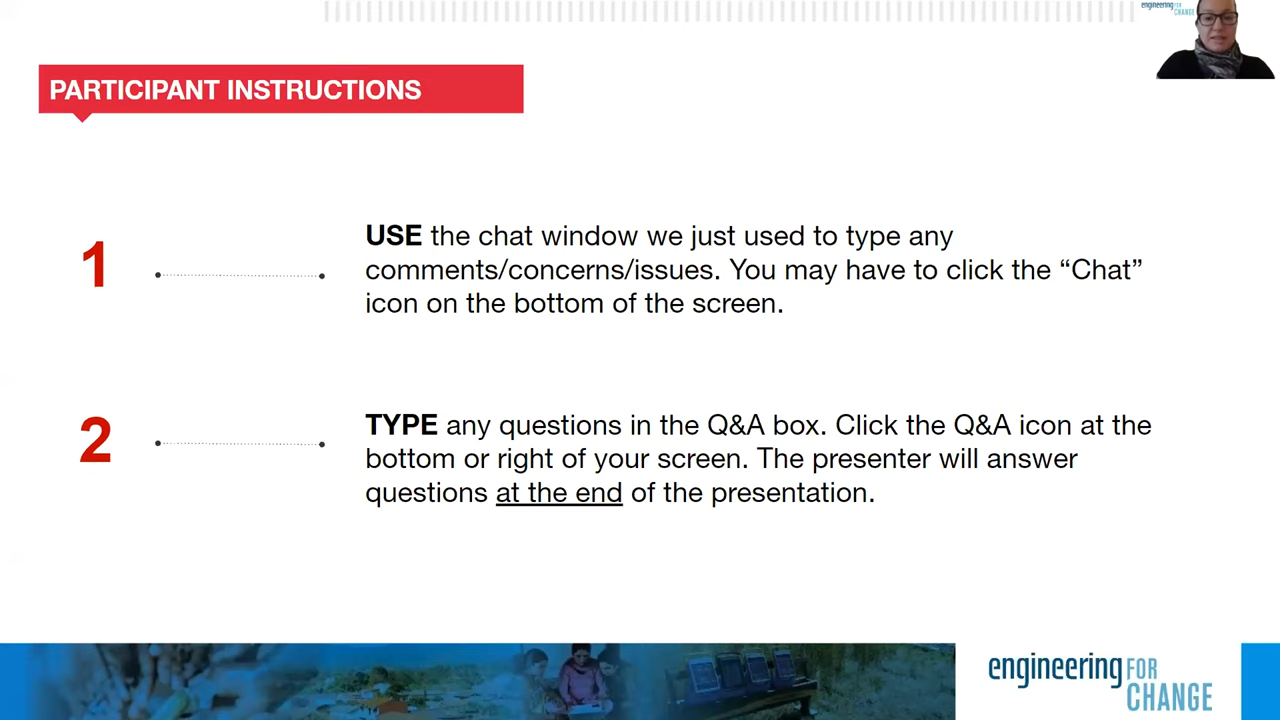 engineering FOR
CHANGE
PARTICIPANT INSTRUCTIONS
1
USE the chat window we just used to type any
comments/concerns/issues. You may have to click the “Chat”
icon on the bottom of the screen.
2
TYPE any questions in the Q&A box. Click the Q&A icon at the
bottom or right of your screen. The presenter will answer
questions at the end of the presentation.
engineering FOR
CHANGE